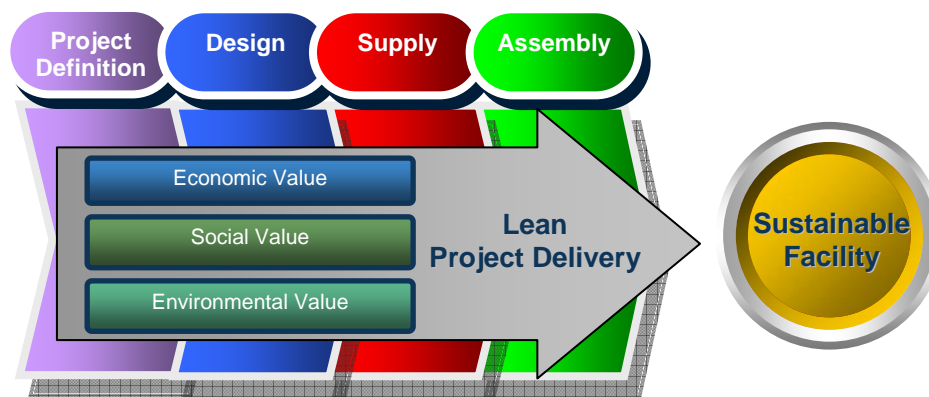 Project
Definition
Design
Supply
Assembly
Economic Value
Social Value
Environmental Value
Lean
Project Delivery
Sustainable
Facility